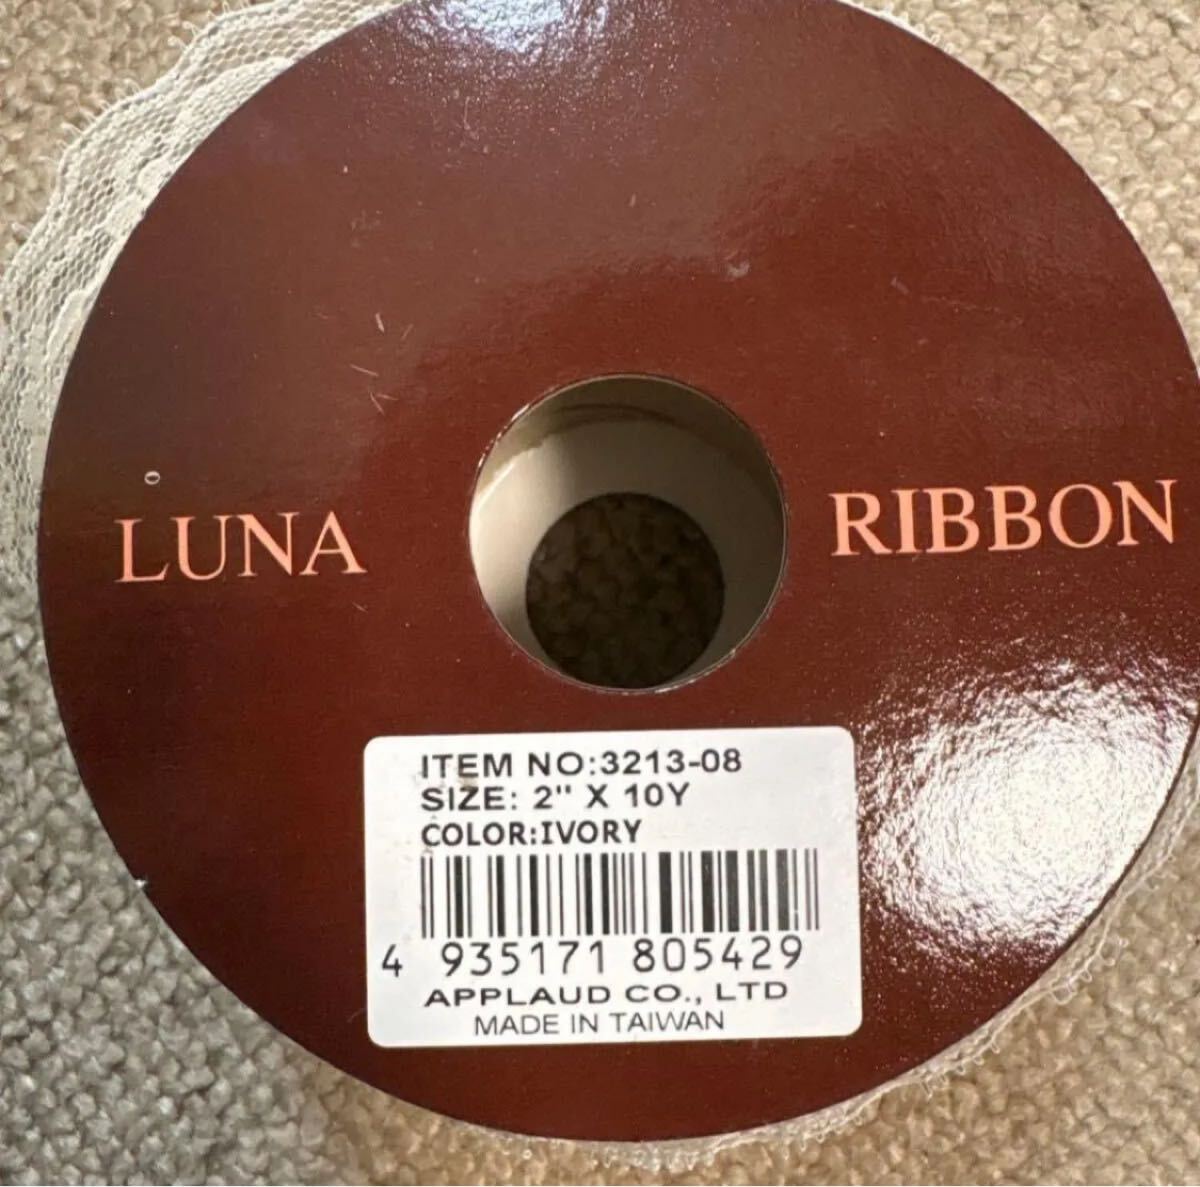 LUNA RIBBON
ITEM NO:3213-08
SIZE: 2" X 10Y
COLOR:IVORY
4 935171 805429
APPLAUD CO., LTD
MADE IN TAIWAN